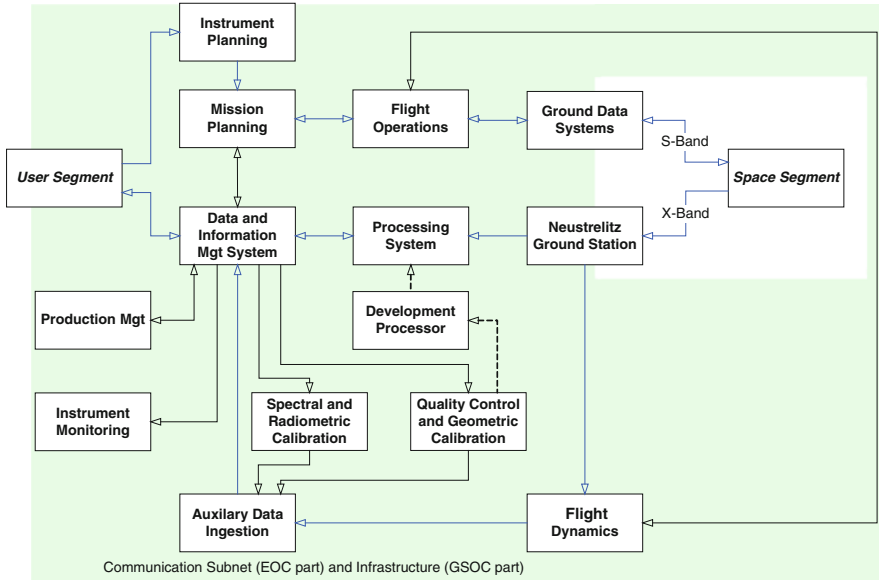 Instrument
Planning
Mission
Planning
Flight
Operations
Ground Data
Systems
S-Band
User Segment
Space Segment
X-Band
Data and
Information
Mgt System
Processing
System
Neustrelitz
Ground Station
Production Mgt
Development
Processor
Instrument
Monitoring
Spectral and
Radiometric
Calibration
Quality Control
and Geometric
Calibration
Auxilary Data
Ingestion
Flight
Dynamics
Communication Subnet (EOC part) and Infrastructure (GSOC part)